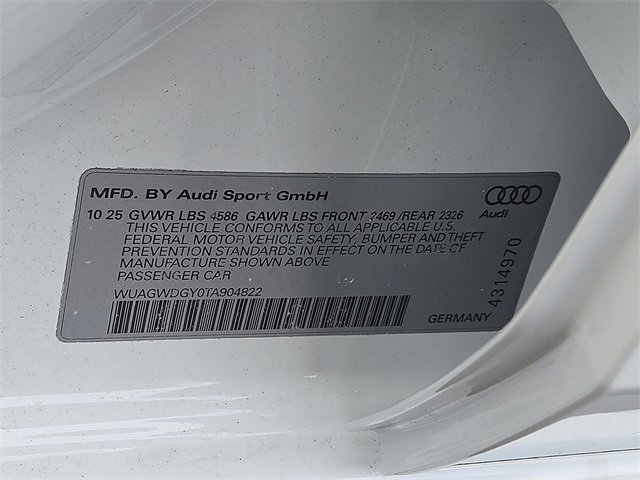 MFD. BY Audi Sport GmbH
10 25 GVWR LBS 4586 GAWR LBS FRONT 2469 /REAR 2326
THIS VEHICLE CONFORMS TO ALL APPLICABLE U.S.
FEDERAL MOTOR VEHICLE SAFETY, BUMPER AND THEFT
PREVENTION STANDARDS IN EFFECT ON THE DATE OF
MANUFACTURE SHOWN ABOVE
PASSENGER CAR
WUAGWDGY0TA904822
Audi
4314970
GERMANY